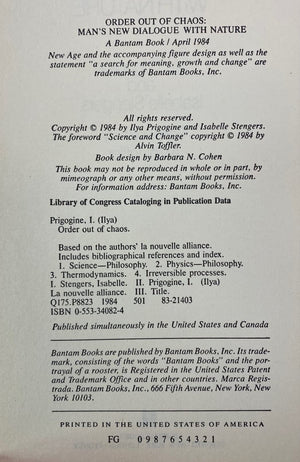 ORDER OUT OF CHAOS:
MAN'S NEW DIALOGUE WITH NATURE
A Bantam Book / April 1984
New Age and the accompanying figure design as well as the
statement "a search for meaning, growth and change" are
trademarks of Bantam Books, Inc.
All rights reserved.
Copyright © 1984 by Ilya Prigogine and Isabelle Stengers.
The foreword "Science and Change" copyright © 1984 by
Alvin Toffler.
Book design by Barbara N. Cohen
This book may not be reproduced in whole or in part, by
mimeograph or any other means, without permission.
For information address: Bantam Books, Inc.
Library of Congress Cataloging in Publication Data
Prigogine, I. (Ilya)
Order out of chaos.
Based on the authors' la nouvelle alliance.
Includes bibliographical references and index.
1. Science—Philosophy. 2. Physics—Philosophy.
3. Thermodynamics. 4. Irreversible processes.
I. Stengers, Isabelle. II. Prigogine, I. (Ilya)
La nouvelle alliance. III. Title.
Q175.P8823 1984 501 83-21403
ISBN 0-553-34082-4
Published simultaneously in the United States and Canada
Bantam Books are published by Bantam Books, Inc. Its trade-
mark, consisting of the words "Bantam Books" and the por-
trayal of a rooster, is Registered in the United States Patent
and Trademark Office and in other countries. Marca Regis-
trada. Bantam Books, Inc., 666 Fifth Avenue, New York, New
York 10103.
PRINTED IN THE UNITED STATES OF AMERICA
FG 0 9 8 7 6 5 4 3 2 1